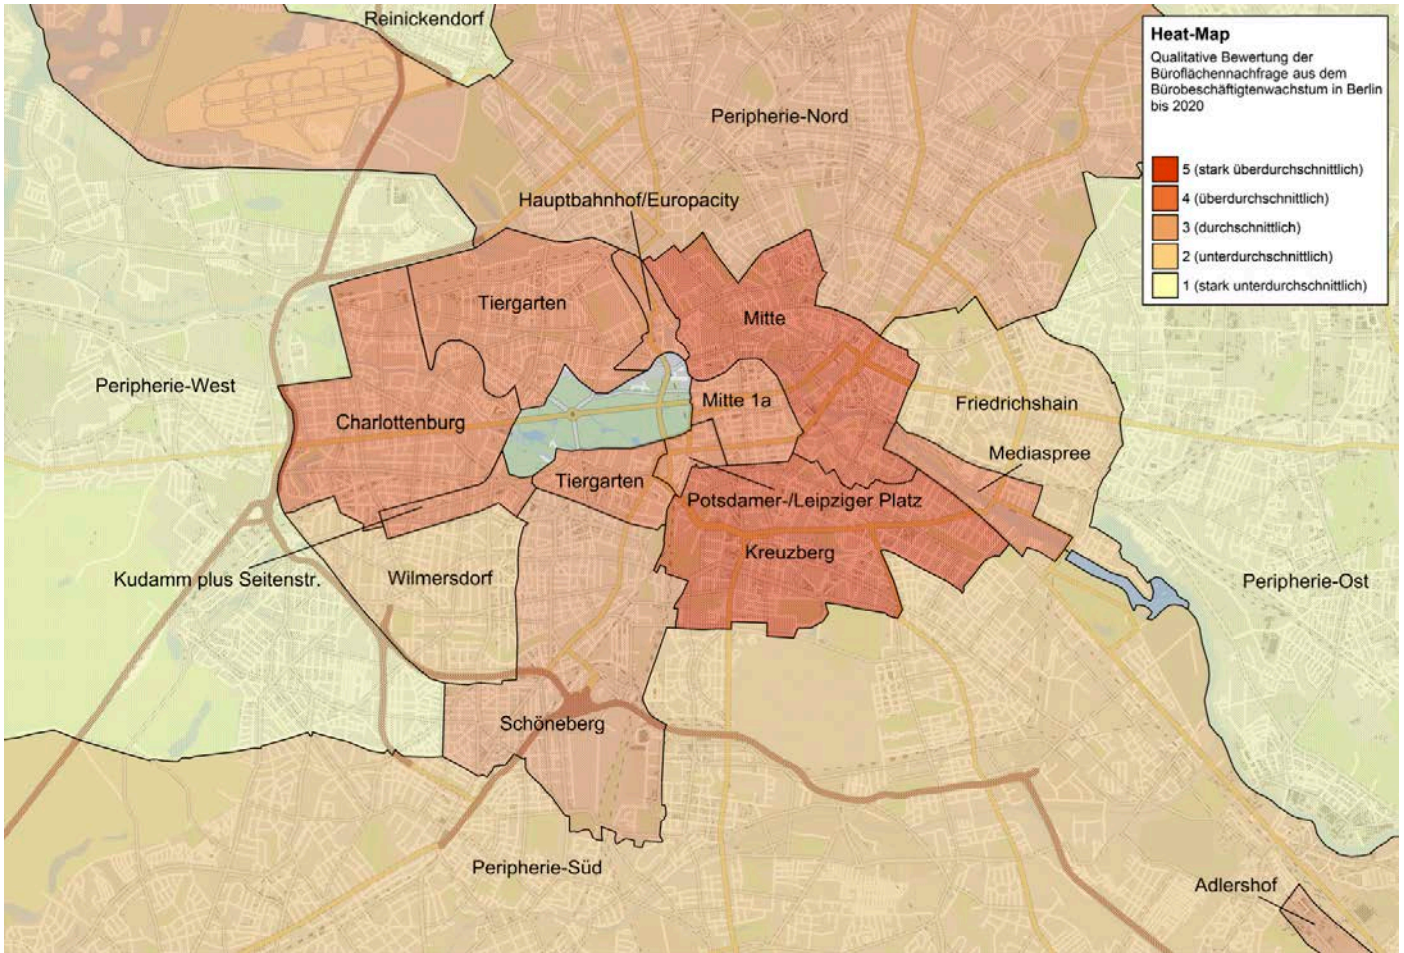 Reinickendorf
Heat-Map
Qualitative Bewertung der
Büroflächennachfrage aus dem
Bürobeschäftigtenwachstum in Berlin
bis 2020
5 (stark überdurchschnittlich)
4 (überdurchschnittlich)
3 (durchschnittlich)
2 (unterdurchschnittlich)
1 (stark unterdurchschnittlich)
Peripherie-Nord
Hauptbahnhof/Europacity
Tiergarten
Mitte
Peripherie-West
Mitte 1a
Friedrichshain
Charlottenburg
Mediaspree
Tiergarten
Potsdamer-/Leipziger Platz
Kreuzberg
Kudamm plus Seitenstr.
Wilmersdorf
Peripherie-Ost
Schöneberg
Peripherie-Süd
Adlershof